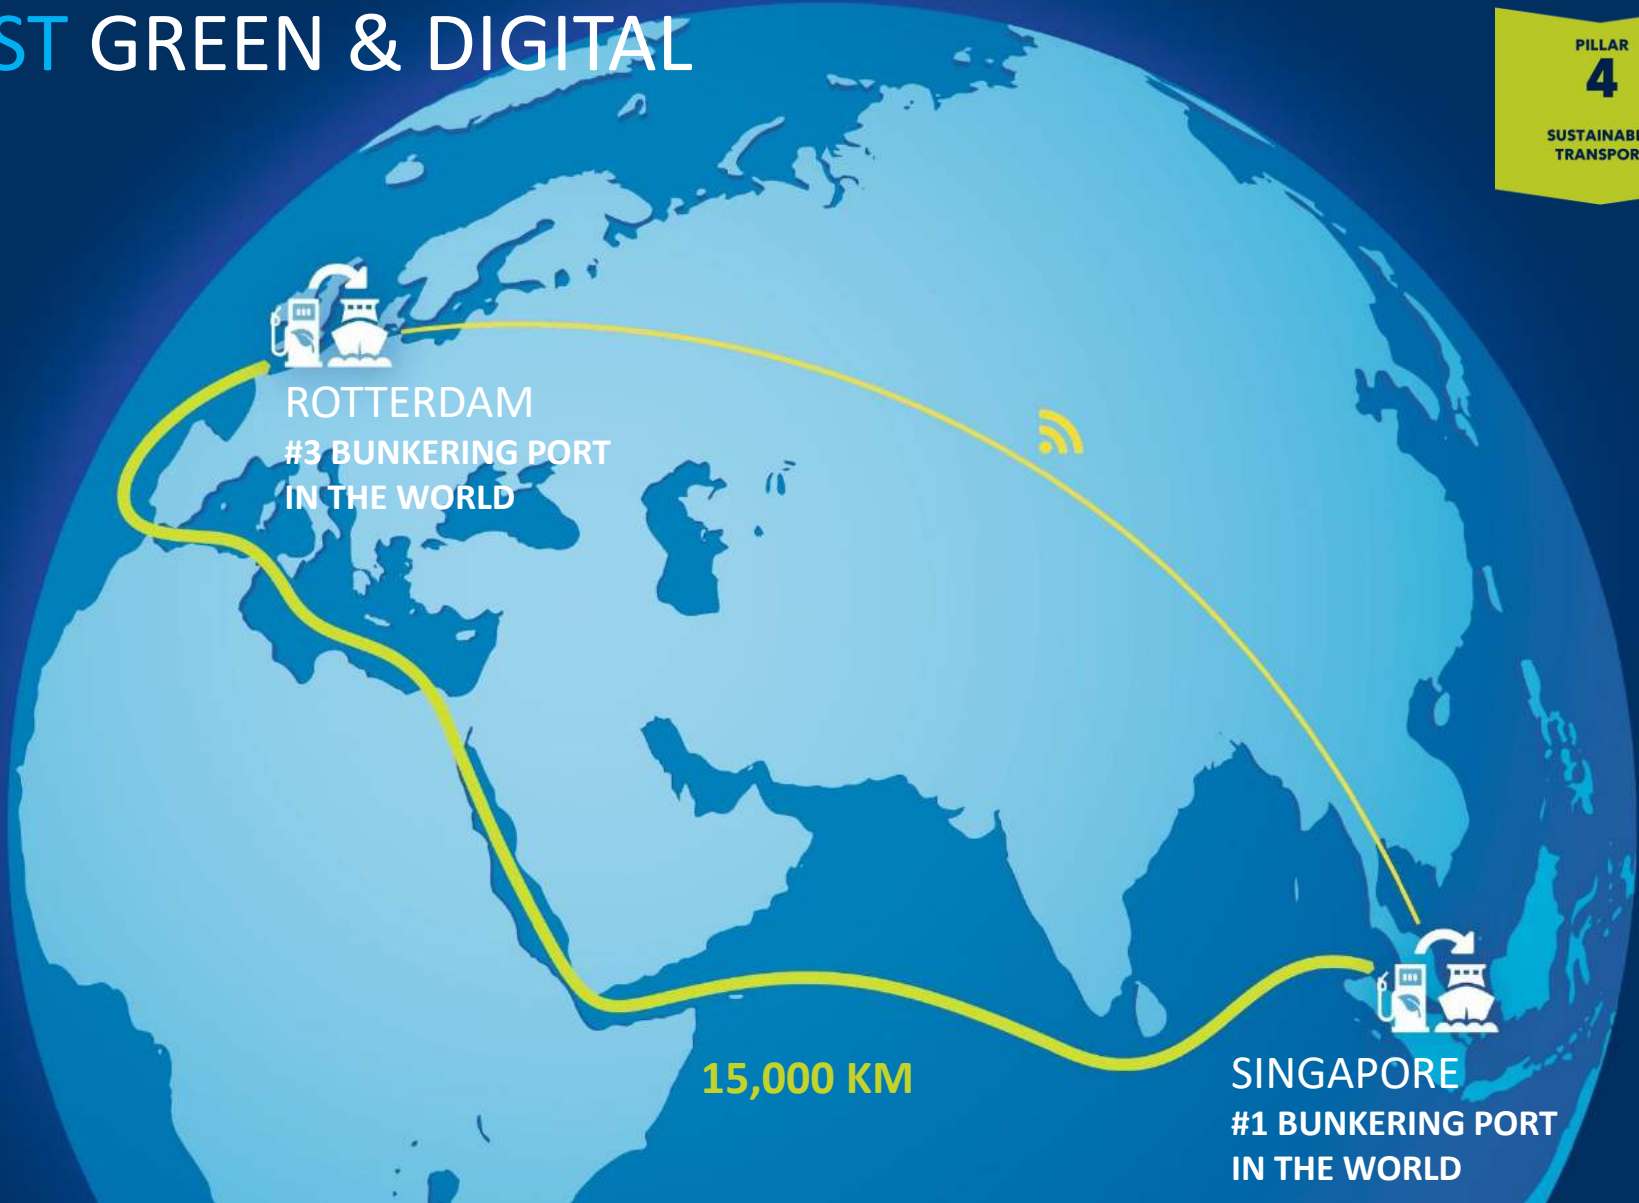 ST GREEN & DIGITAL
PILLAR
4
SUSTAINAB
TRANSPOR
ROTTERDAM
#3 BUNKERING PORT
IN THE WORLD
15,000 KM
SINGAPORE
#1 BUNKERING PORT
IN THE WORLD